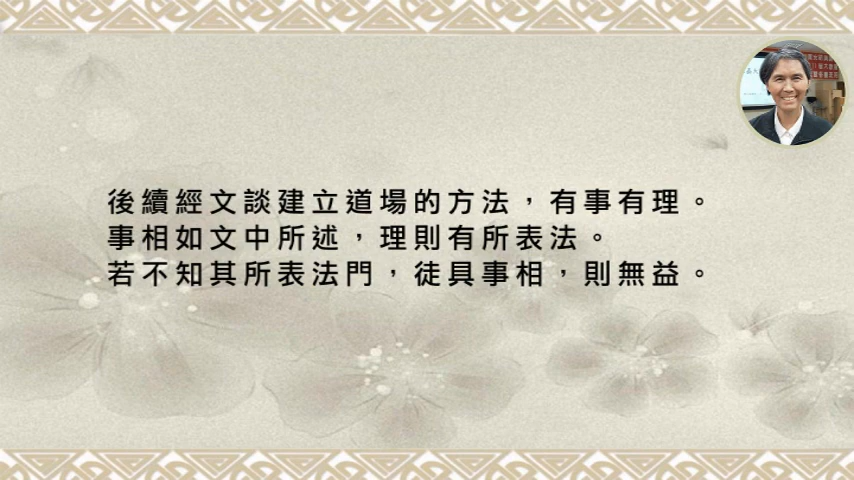 後續經文談建立道場的方法，有事有理。
事相如文中所述，理則有所表法。
若不知其所表法門，徒具事相，則無益。